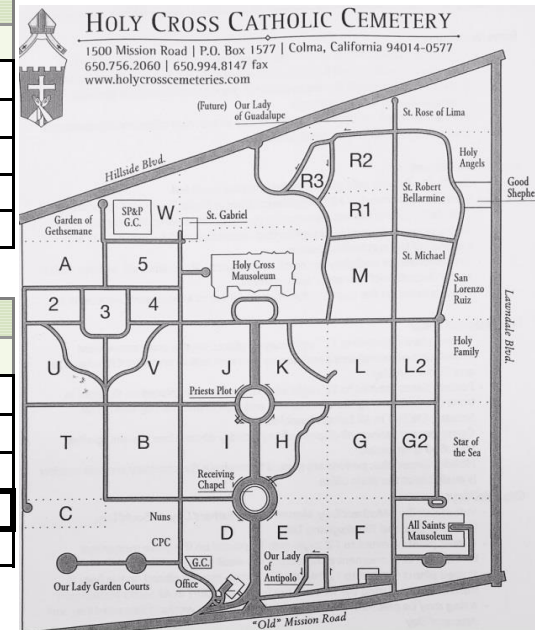 HOLY CROSS CATHOLIC CEMETERY
1500 Mission Road | P.O. Box 1577 | Colma, California 94014-0577
650.756.2060 | 650.994.8147 fax
www.holycrosscemeteries.com
(Future) Our Lady
of Guadalupe
St. Rose of Lima
Hillside Blvd.
Holy
Angels
R2
R3
Good
Shephe
St. Robert
Bellarmine
R1
Garden of
Gethsemane
SP&P
G.C.
W
St. Gabriel
St. Michael
A
5
Holy Cross
Mausoleum
M
San
Lorenzo
Ruiz
Lawndale Blvd.
2
3
4
Holy
Family
U
V
J
K
L
L2
Priests Plot
T
B
I
H
G
G2
Star of
the Sea
Receiving
Chapel
C
Nuns
D
E
F
All Saints
Mausoleum
CPC
G.C.
Our Lady
of
Antipolo
Our Lady Garden Courts
Office
"Old" Mission Road